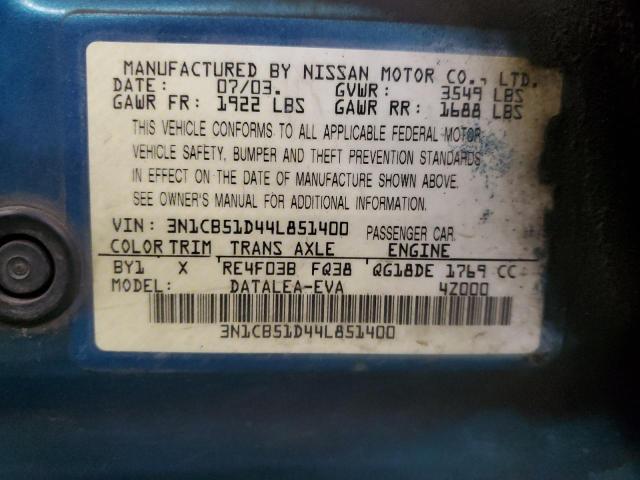 MANUFACTURED BY NISSAN MOTOR CO., LTD.
DATE: 07/03. GVWR: 3549 LBS
GAWR FR: 1922 LBS GAWR RR: 1688 LBS
THIS VEHICLE CONFORMS TO ALL APPLICABLE FEDERAL MOTOR
VEHICLE SAFETY, BUMPER AND THEFT PREVENTION STANDARDS
IN EFFECT ON THE DATE OF MANUFACTURE SHOWN ABOVE.
SEE OWNER'S MANUAL FOR ADDITIONAL INFORMATION.
VIN: 3N1CB51D44L851400 PASSENGER CAR
COLOR TRIM TRANS AXLE ENGINE
BY1 X RE4F03B FQ38 QG18DE 1769 CC
MODEL: DATALEA-EVA 4Z000
3N1CB51D44L851400